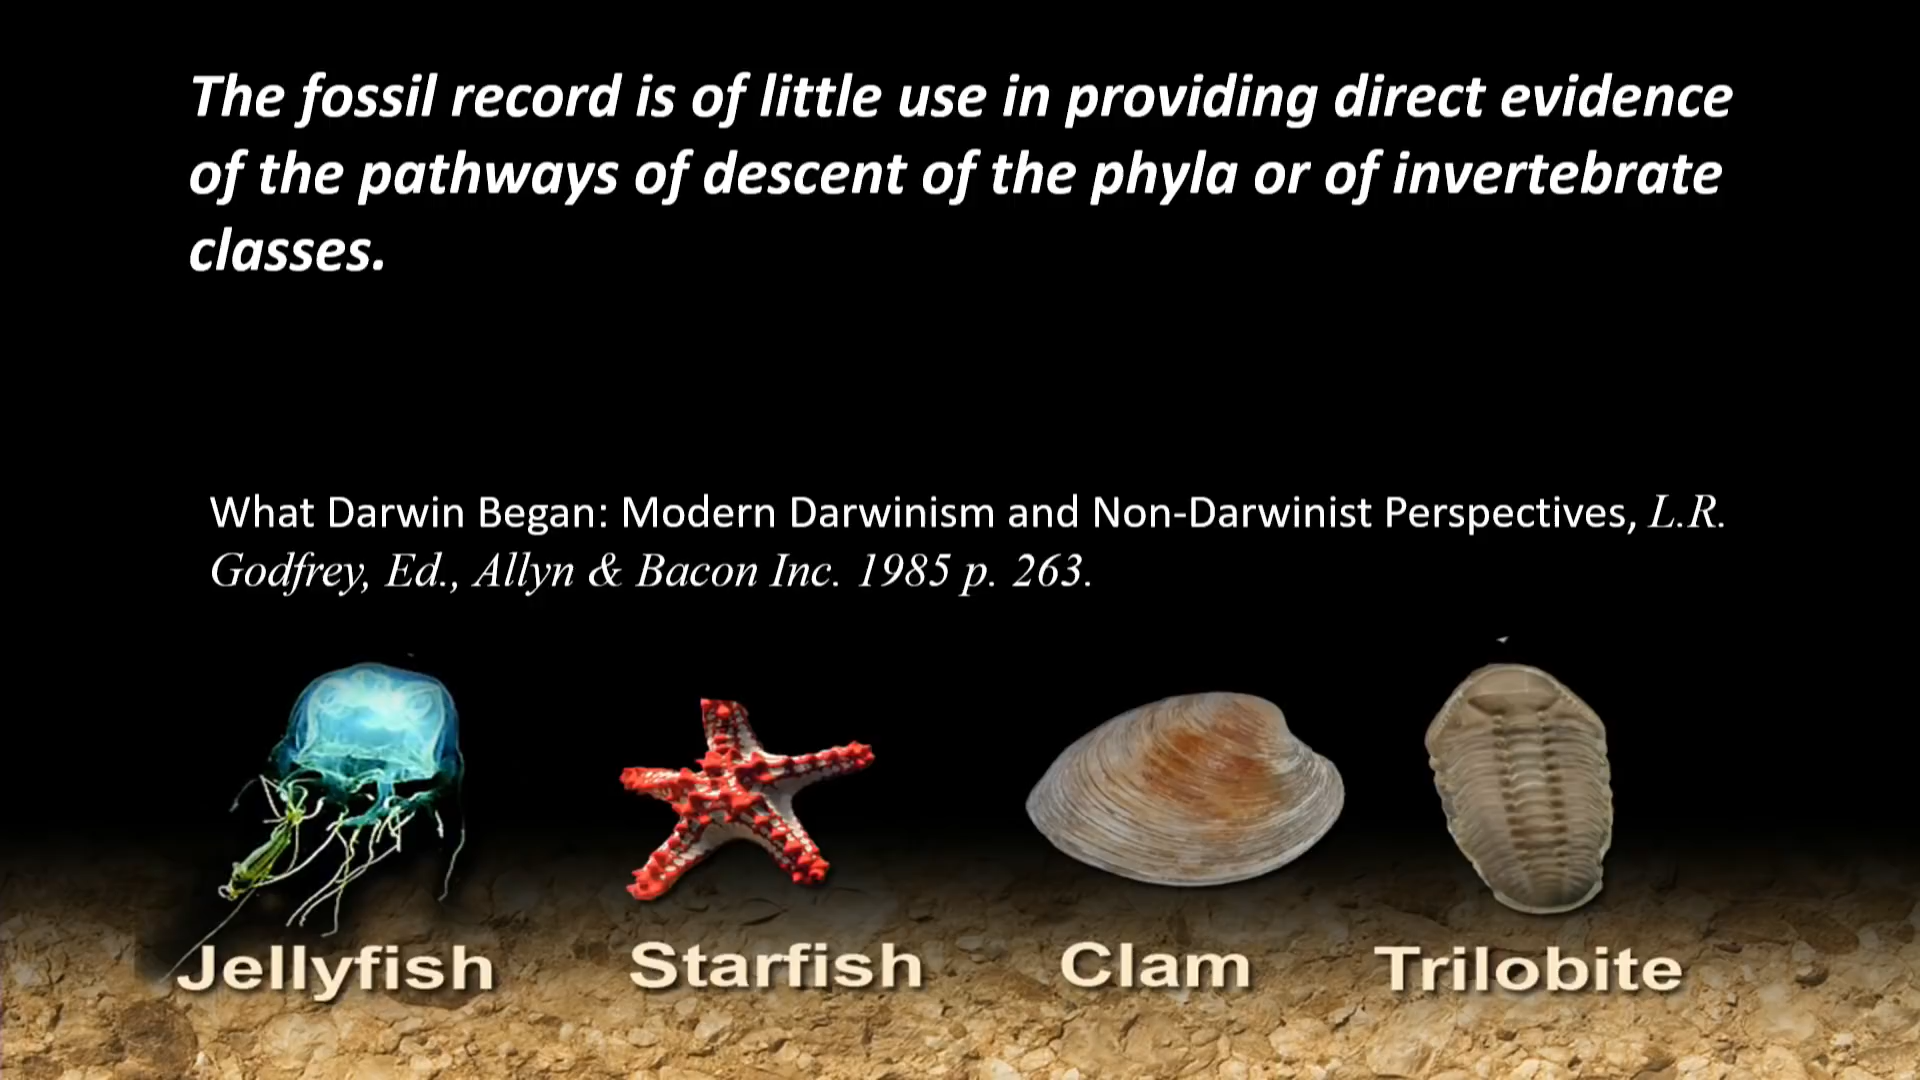 The fossil record is of little use in providing direct evidence
of the pathways of descent of the phyla or of invertebrate
classes.
What Darwin Began: Modern Darwinism and Non-Darwinist Perspectives, L.R.
Godfrey, Ed., Allyn & Bacon Inc. 1985 p. 263.
Jellyfish Starfish Clam Trilobite